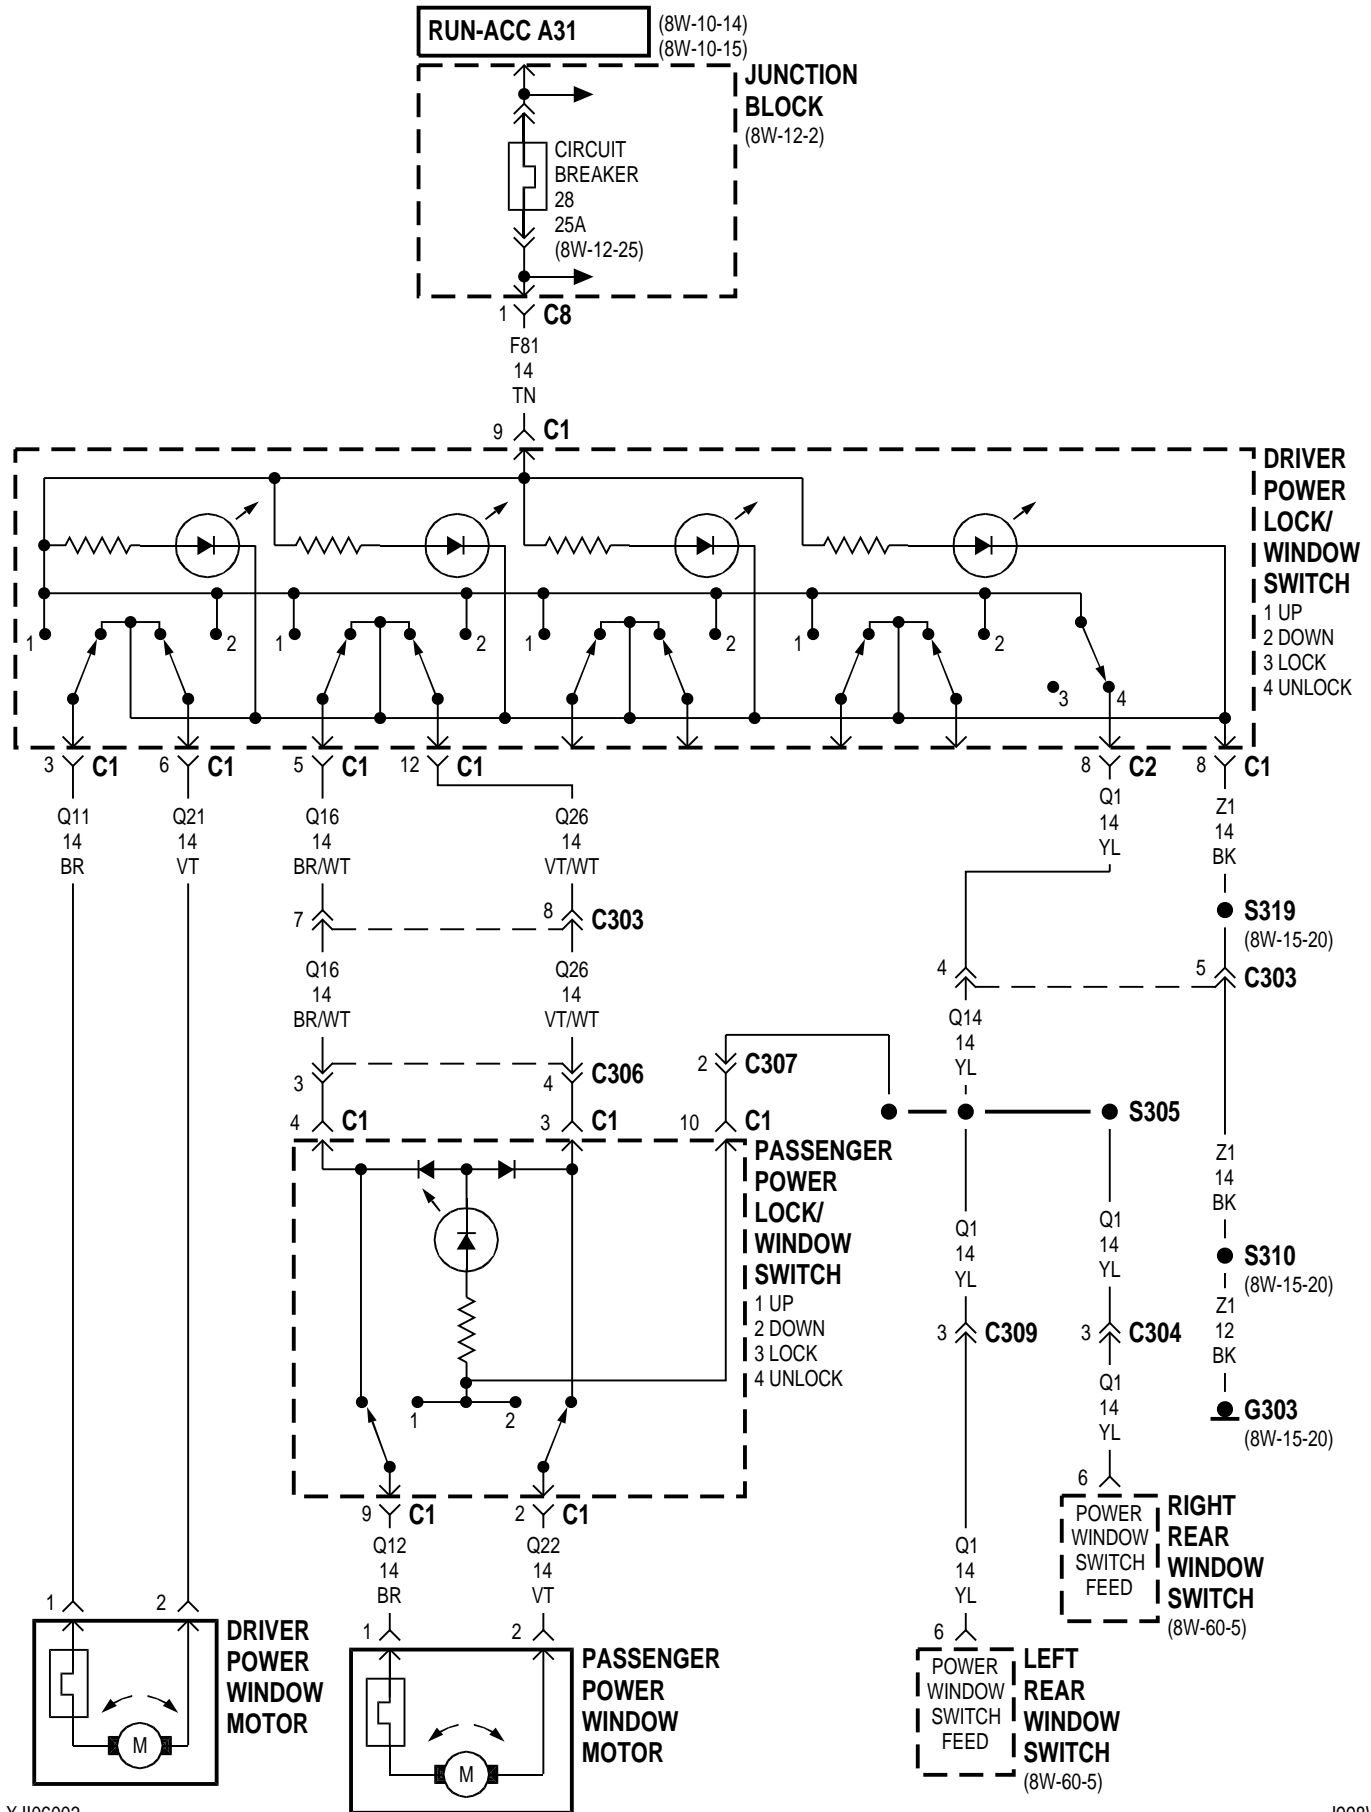 RUN-ACC A31
(8W-10-14)
(8W-10-15)
JUNCTION
BLOCK
(8W-12-2)
CIRCUIT
BREAKER
28
25A
(8W-12-25)
1 C8
F81
14
TN
9 C1
DRIVER
POWER
LOCK/
WINDOW
SWITCH
1 UP
2 DOWN
3 LOCK
4 UNLOCK
1 2 1 2 1 2 1 2
3 4
3 C1 6 C1 5 C1 12 C1 8 C2 8 C1
Q11
14
BR
Q21
14
VT
Q16
14
BR/WT
Q26
14
VT/WT
Q1
14
YL
Z1
14
BK
7 8 C303
S319
(8W-15-20)
4 5 C303
Q16
14
BR/WT
Q26
14
VT/WT
Q14
14
YL
3 4 C306
2 C307
S305
4 C1 3 C1 10 C1
PASSENGER
POWER
LOCK/
WINDOW
SWITCH
1 UP
2 DOWN
3 LOCK
4 UNLOCK
1 2
Z1
14
BK
Q1
14
YL
Q1
14
YL
S310
(8W-15-20)
Z1
12
BK
3 C309
3 C304
Q1
14
YL
G303
(8W-15-20)
9 C1 2 C1
Q12
14
BR
Q22
14
VT
Q1
14
YL
6
POWER
WINDOW
SWITCH
FEED
RIGHT
REAR
WINDOW
SWITCH
(8W-60-5)
1 2
DRIVER
POWER
WINDOW
MOTOR
M
1 2
PASSENGER
POWER
WINDOW
MOTOR
M
6
POWER
WINDOW
SWITCH
FEED
LEFT
REAR
WINDOW
SWITCH
(8W-60-5)